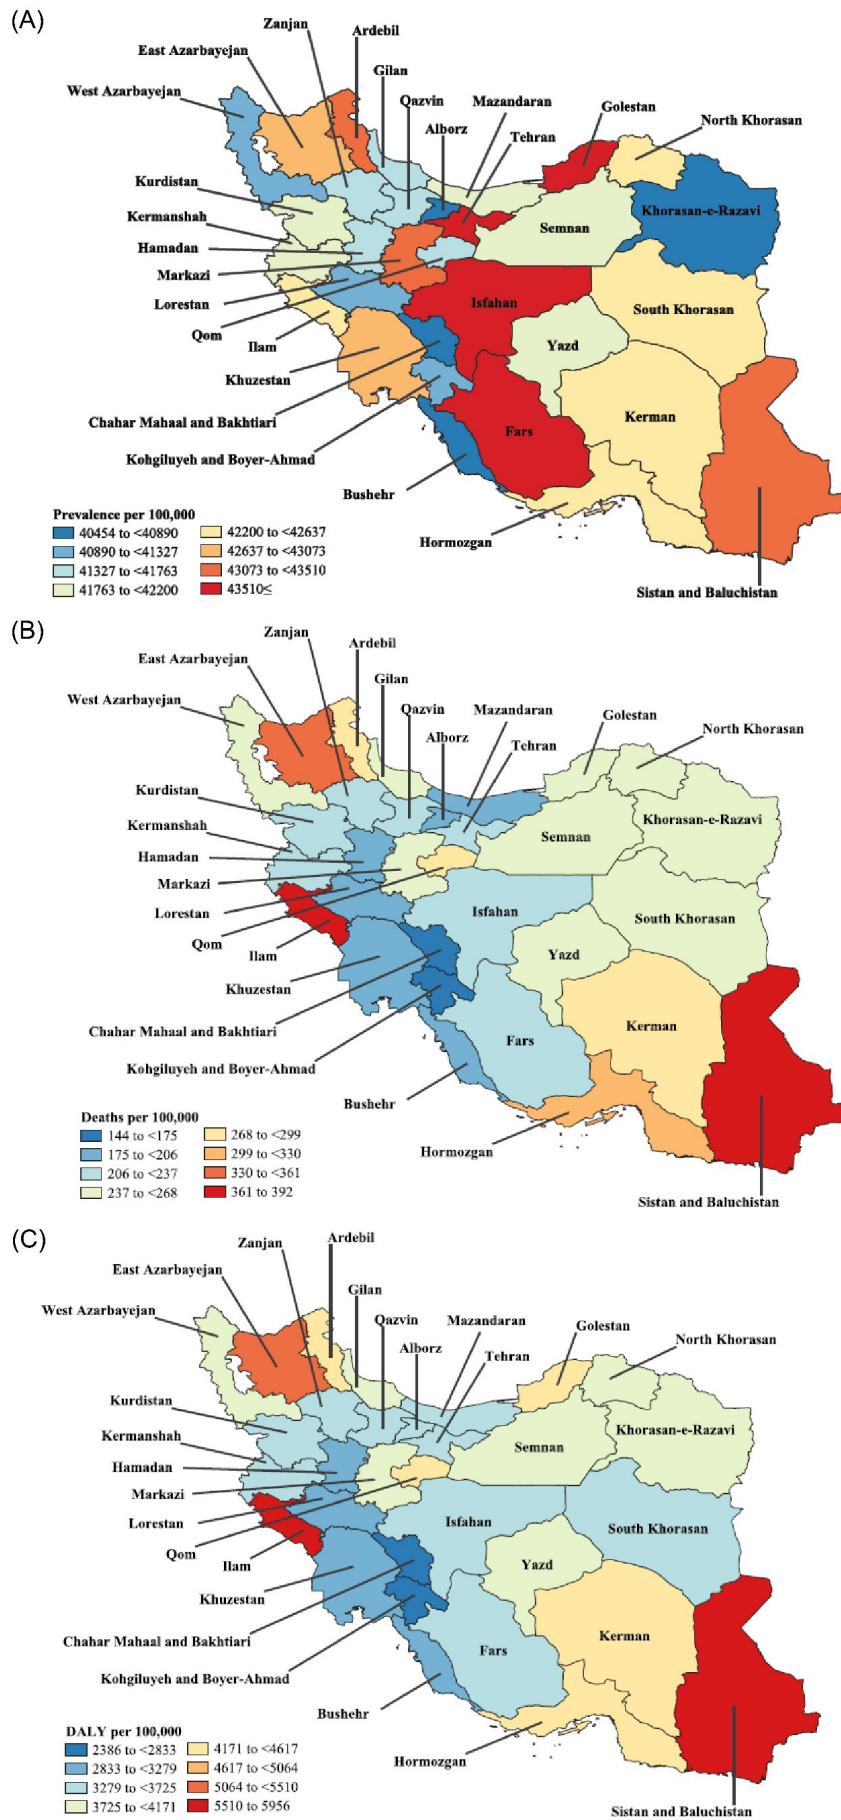 (A)
Zanjan
Ardebil
East Azarbayejan
Gilan
West Azarbayejan
Qazvin
Mazandaran
Golestan
North Khorasan
Alborz
Tehran
Kurdistan
Khorasan-e-Razavi
Kermanshah
Semnan
Hamadan
Markazi
Lorestan
Isfahan
South Khorasan
Qom
Ilam
Yazd
Khuzestan
Chahar Mahaal and Bakhtiari
Kerman
Fars
Kohgiluyeh and Boyer-Ahmad
Bushehr
Prevalence per 100,000
40454 to <40890
42200 to <42637
40890 to <41327
42637 to <43073
Hormozgan
41327 to <41763
43073 to <43510
41763 to <42200
43510≤
Sistan and Baluchistan
(B)
Zanjan
Ardebil
East Azarbayejan
Gilan
West Azarbayejan
Qazvin
Mazandaran
Golestan
North Khorasan
Alborz
Tehran
Kurdistan
Khorasan-e-Razavi
Kermanshah
Semnan
Hamadan
Markazi
Lorestan
Isfahan
South Khorasan
Qom
Ilam
Yazd
Khuzestan
Chahar Mahaal and Bakhtiari
Kerman
Fars
Kohgiluyeh and Boyer-Ahmad
Bushehr
Deaths per 100,000
144 to <175
268 to <299
175 to <206
299 to <330
Hormozgan
206 to <237
330 to <361
237 to <268
361 to 392
Sistan and Baluchistan
(C)
Zanjan
Ardebil
East Azarbayejan
Gilan
West Azarbayejan
Qazvin
Mazandaran
Golestan
North Khorasan
Alborz
Tehran
Kurdistan
Khorasan-e-Razavi
Kermanshah
Semnan
Hamadan
Markazi
Lorestan
Isfahan
South Khorasan
Qom
Ilam
Yazd
Khuzestan
Chahar Mahaal and Bakhtiari
Kerman
Fars
Kohgiluyeh and Boyer-Ahmad
Bushehr
DALY per 100,000
2386 to <2833
4171 to <4617
2833 to <3279
4617 to <5064
Hormozgan
3279 to <3725
5064 to <5510
3725 to <4171
5510 to 5956
Sistan and Baluchistan